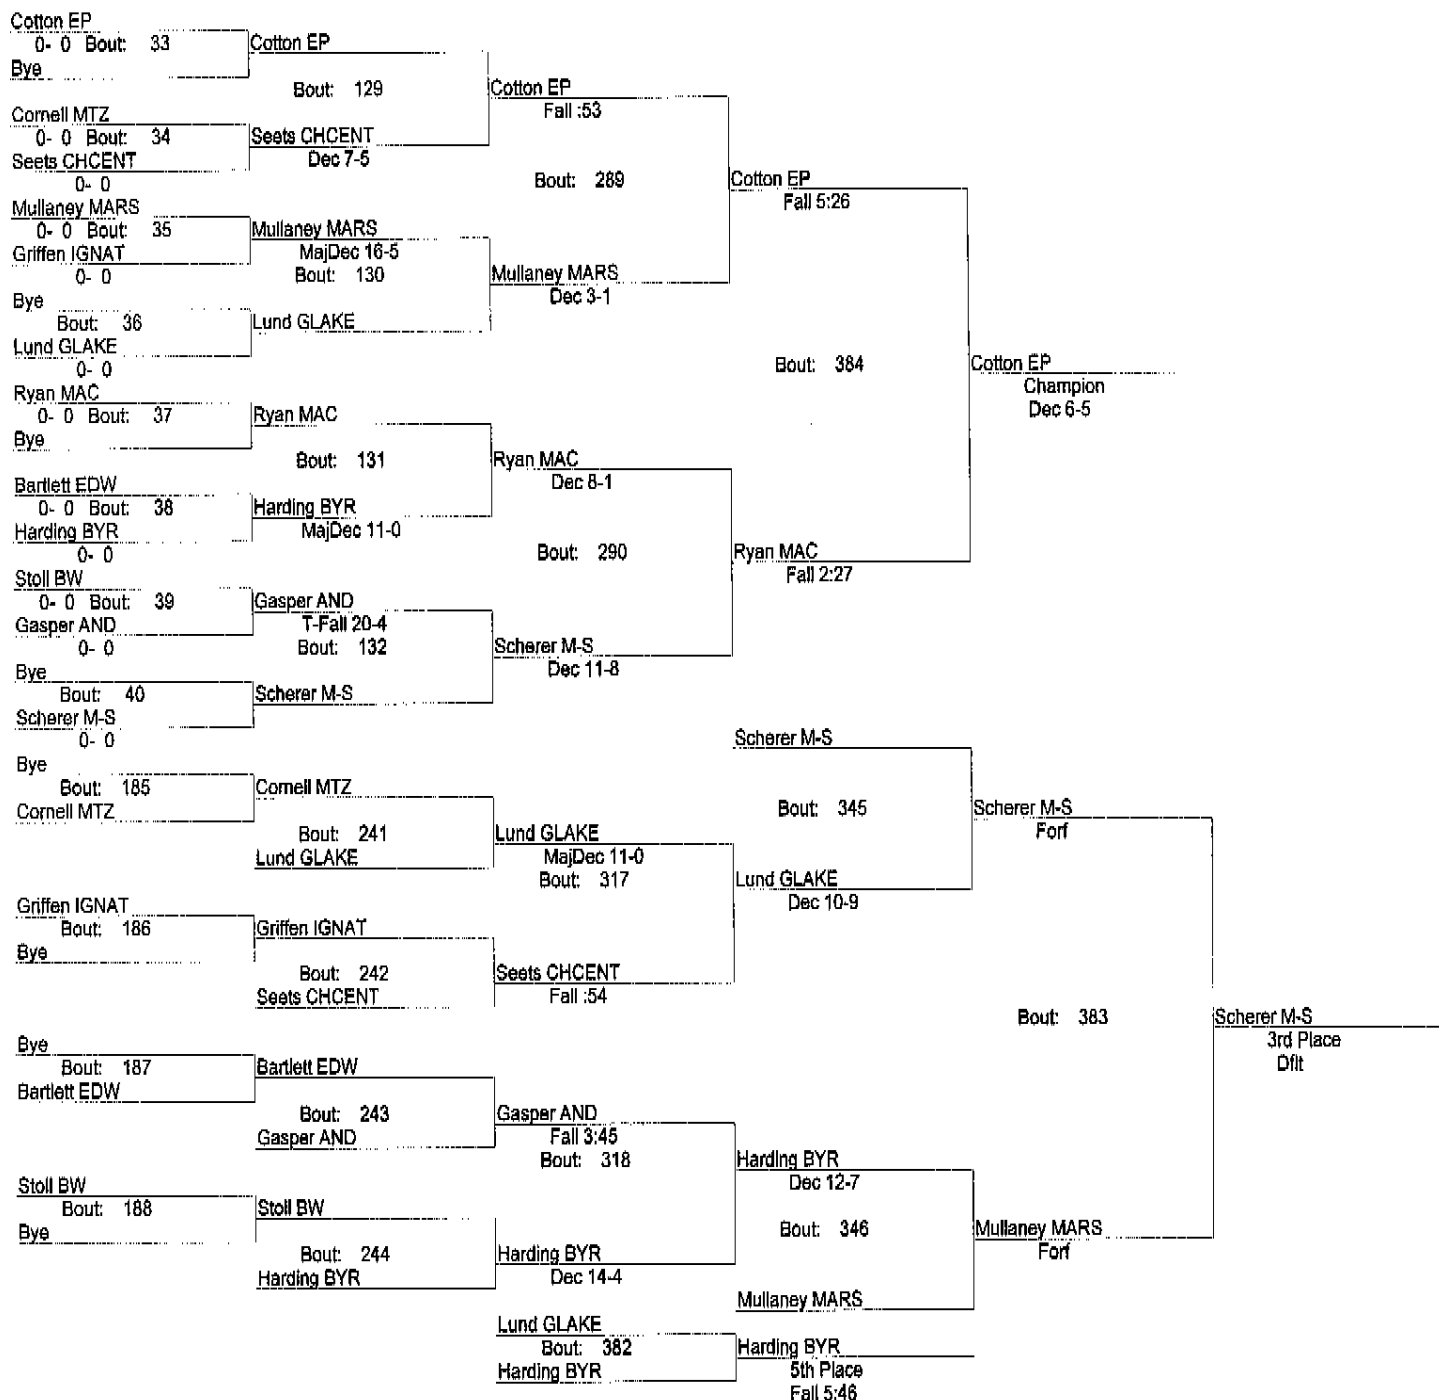 Cotton EP
0- 0 Bout: 33
Bye
Cotton EP
Bout: 129
Cornell MTZ
0- 0 Bout: 34
Seets CHCENT
0- 0
Seets CHCENT
Dec 7-5
Cotton EP
Fall :53
Bout: 289
Mullaney MARS
0- 0 Bout: 35
Griffen IGNAT
0- 0
Mullaney MARS
MajDec 16-5
Bout: 130
Bye
Bout: 36
Lund GLAKE
0- 0
Lund GLAKE
Mullaney MARS
Dec 3-1
Cotton EP
Fall 5:26
Bout: 384
Ryan MAC
0- 0 Bout: 37
Bye
Ryan MAC
Bout: 131
Bartlett EDW
0- 0 Bout: 38
Harding BYR
0- 0
Harding BYR
MajDec 11-0
Ryan MAC
Dec 8-1
Bout: 290
Stoll BW
0- 0 Bout: 39
Gasper AND
0- 0
Gasper AND
T-Fall 20-4
Bout: 132
Bye
Bout: 40
Scherer M-S
0- 0
Scherer M-S
Scherer M-S
Dec 11-8
Ryan MAC
Fall 2:27
Cotton EP
Champion
Dec 6-5
Bye
Bout: 185
Cornell MTZ
Cornell MTZ
Bout: 241
Lund GLAKE
Lund GLAKE
MajDec 11-0
Bout: 317
Griffen IGNAT
Bout: 186
Bye
Griffen IGNAT
Bout: 242
Seets CHCENT
Seets CHCENT
Fall :54
Scherer M-S
Bout: 345
Lund GLAKE
Dec 10-9
Scherer M-S
Forf
Bout: 383
Bye
Bout: 187
Bartlett EDW
Bartlett EDW
Bout: 243
Gasper AND
Gasper AND
Fall 3:45
Bout: 318
Stoll BW
Bout: 188
Bye
Stoll BW
Bout: 244
Harding BYR
Harding BYR
Dec 14-4
Harding BYR
Dec 12-7
Bout: 346
Mullaney MARS
Mullaney MARS
Forf
Scherer M-S
3rd Place
Dflt
Lund GLAKE
Bout: 382
Harding BYR
Harding BYR
5th Place
Fall 5:46